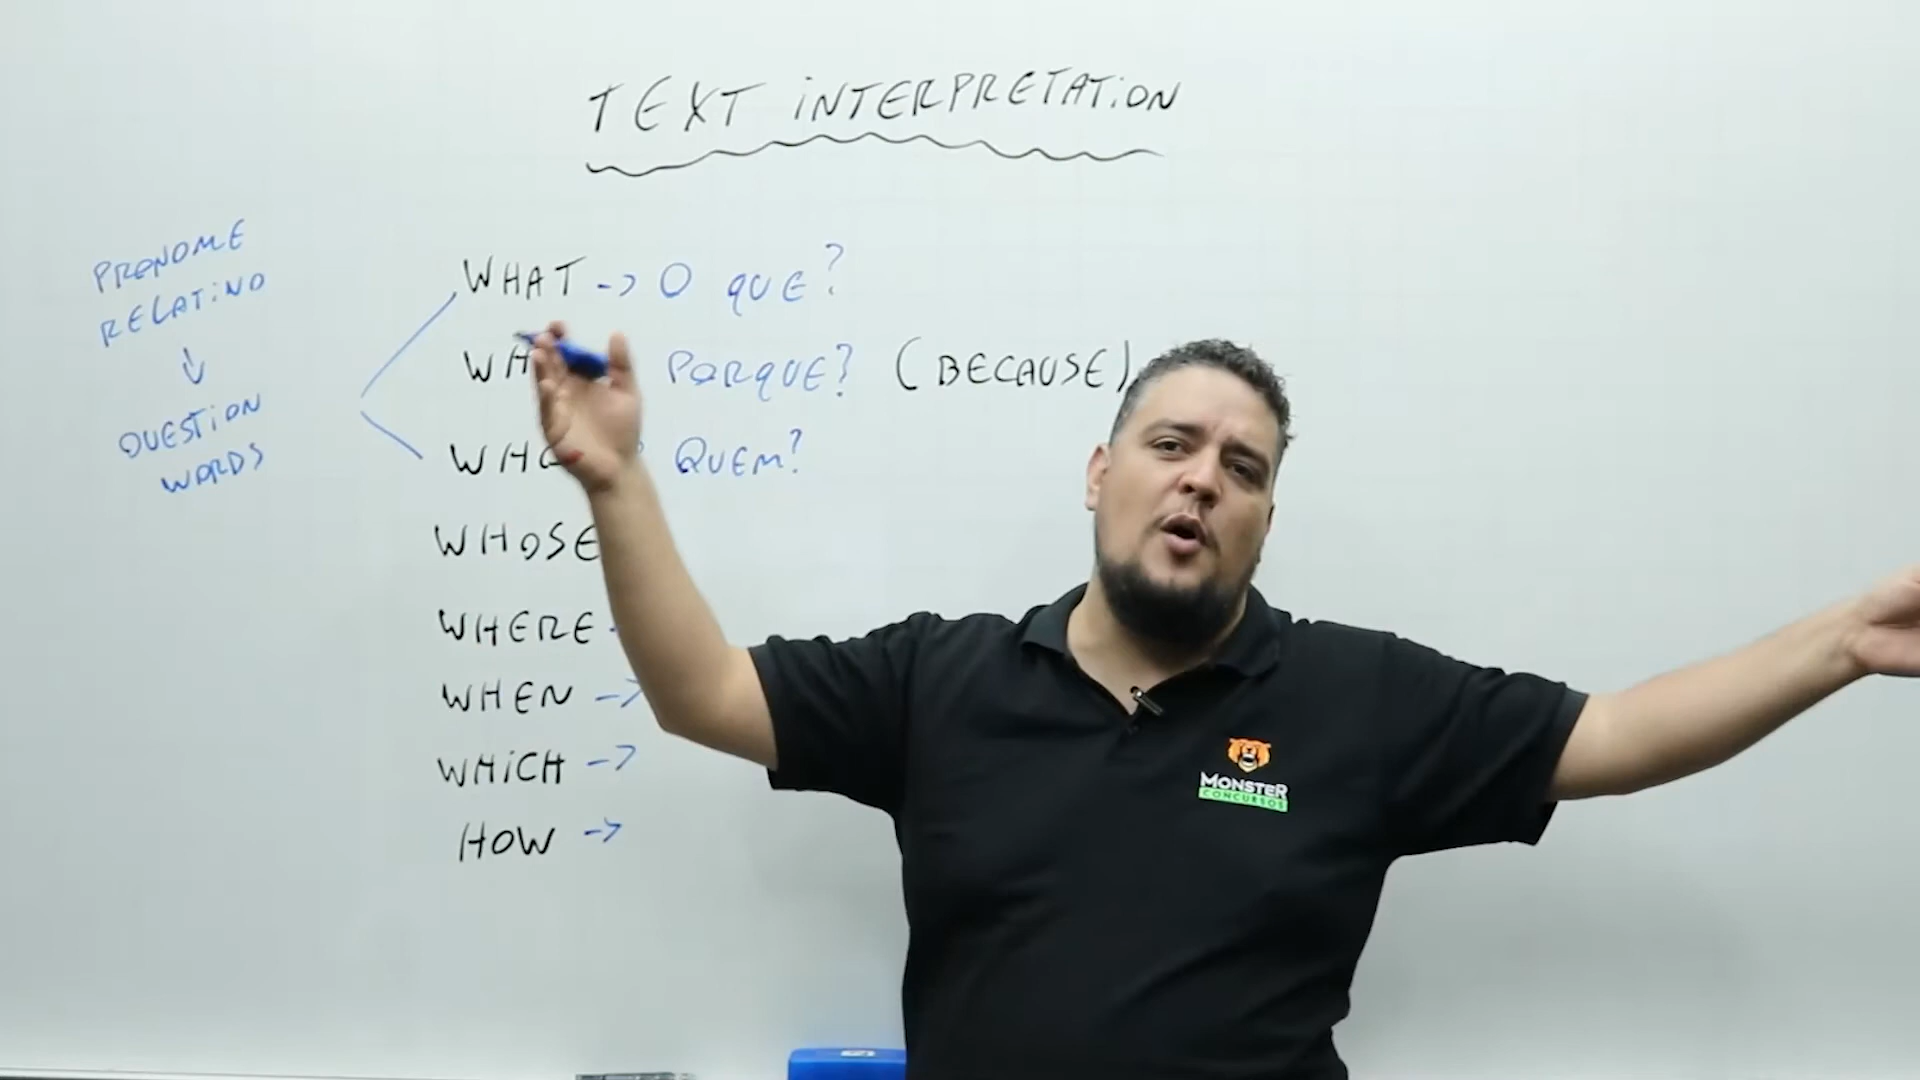 TEXT INTERPRETATION
PRONOME
RELATIVO
↓
QUESTION
WORDS
WHAT -> O QUE?
PORQUE? (BECAUSE)
QUEM?
WHOSE
WHERE
WHEN ->
WHICH ->
HOW ->
MONSTER
CONCURSOS